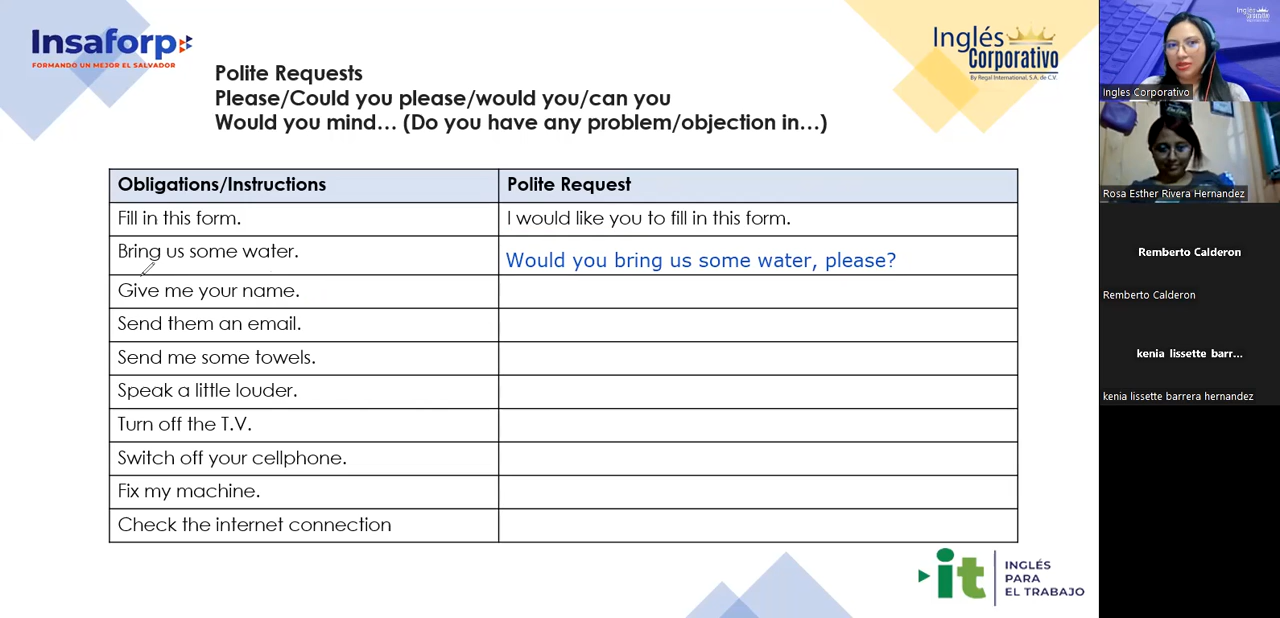 Insaforp
FORMANDO UN MEJOR EL SALVADOR
Inglés
Corporativo
By Regal International, S.A. de C.V.
Polite Requests
Please/Could you please/would you/can you
Would you mind… (Do you have any problem/objection in…)
Obligations/Instructions Polite Request
Fill in this form. I would like you to fill in this form.
Bring us some water. Would you bring us some water, please?
Give me your name.
Send them an email.
Send me some towels.
Speak a little louder.
Turn off the T.V.
Switch off your cellphone.
Fix my machine.
Check the internet connection
it
INGLÉS
PARA
EL TRABAJO
Inglés
Corporativo
Ingles Corporativo
Rosa Esther Rivera Hernandez
Remberto Calderon
Remberto Calderon
kenia lissette barr...
kenia lissette barrera hernandez